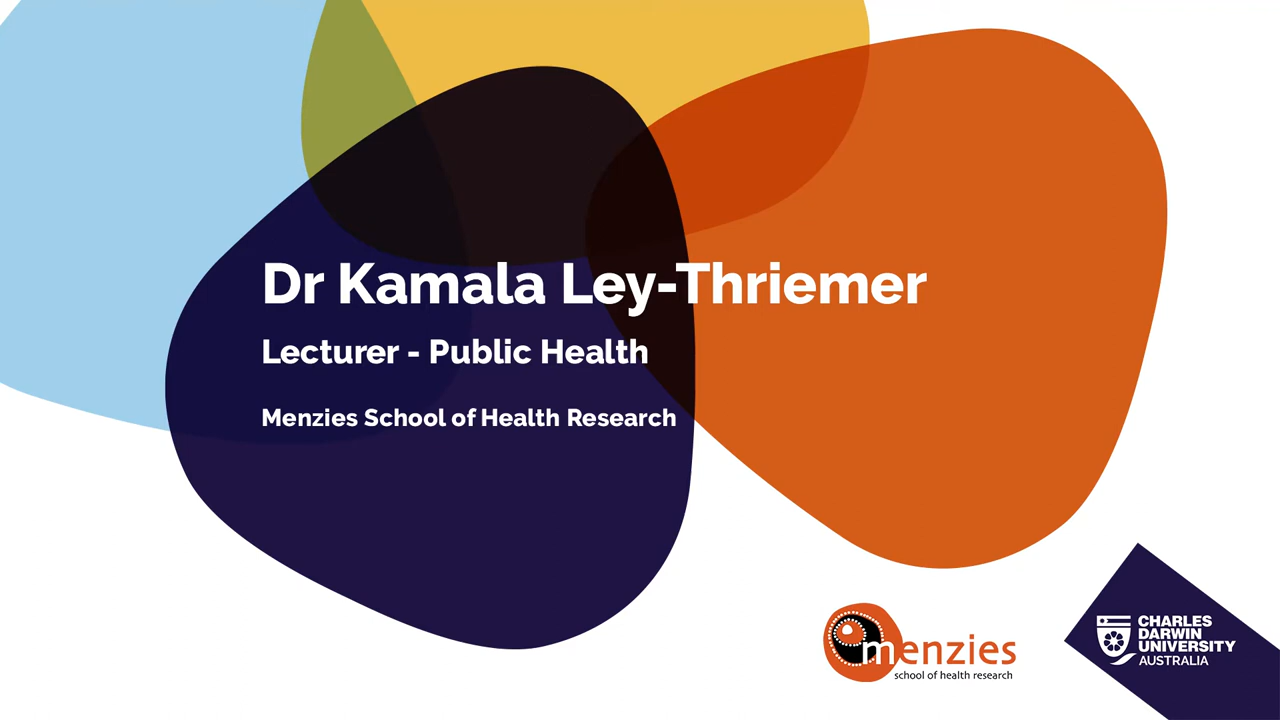 Dr Kamala Ley-Thriemer
Lecturer - Public Health
Menzies School of Health Research
menzies
school of health research
CHARLES
DARWIN
UNIVERSITY
AUSTRALIA